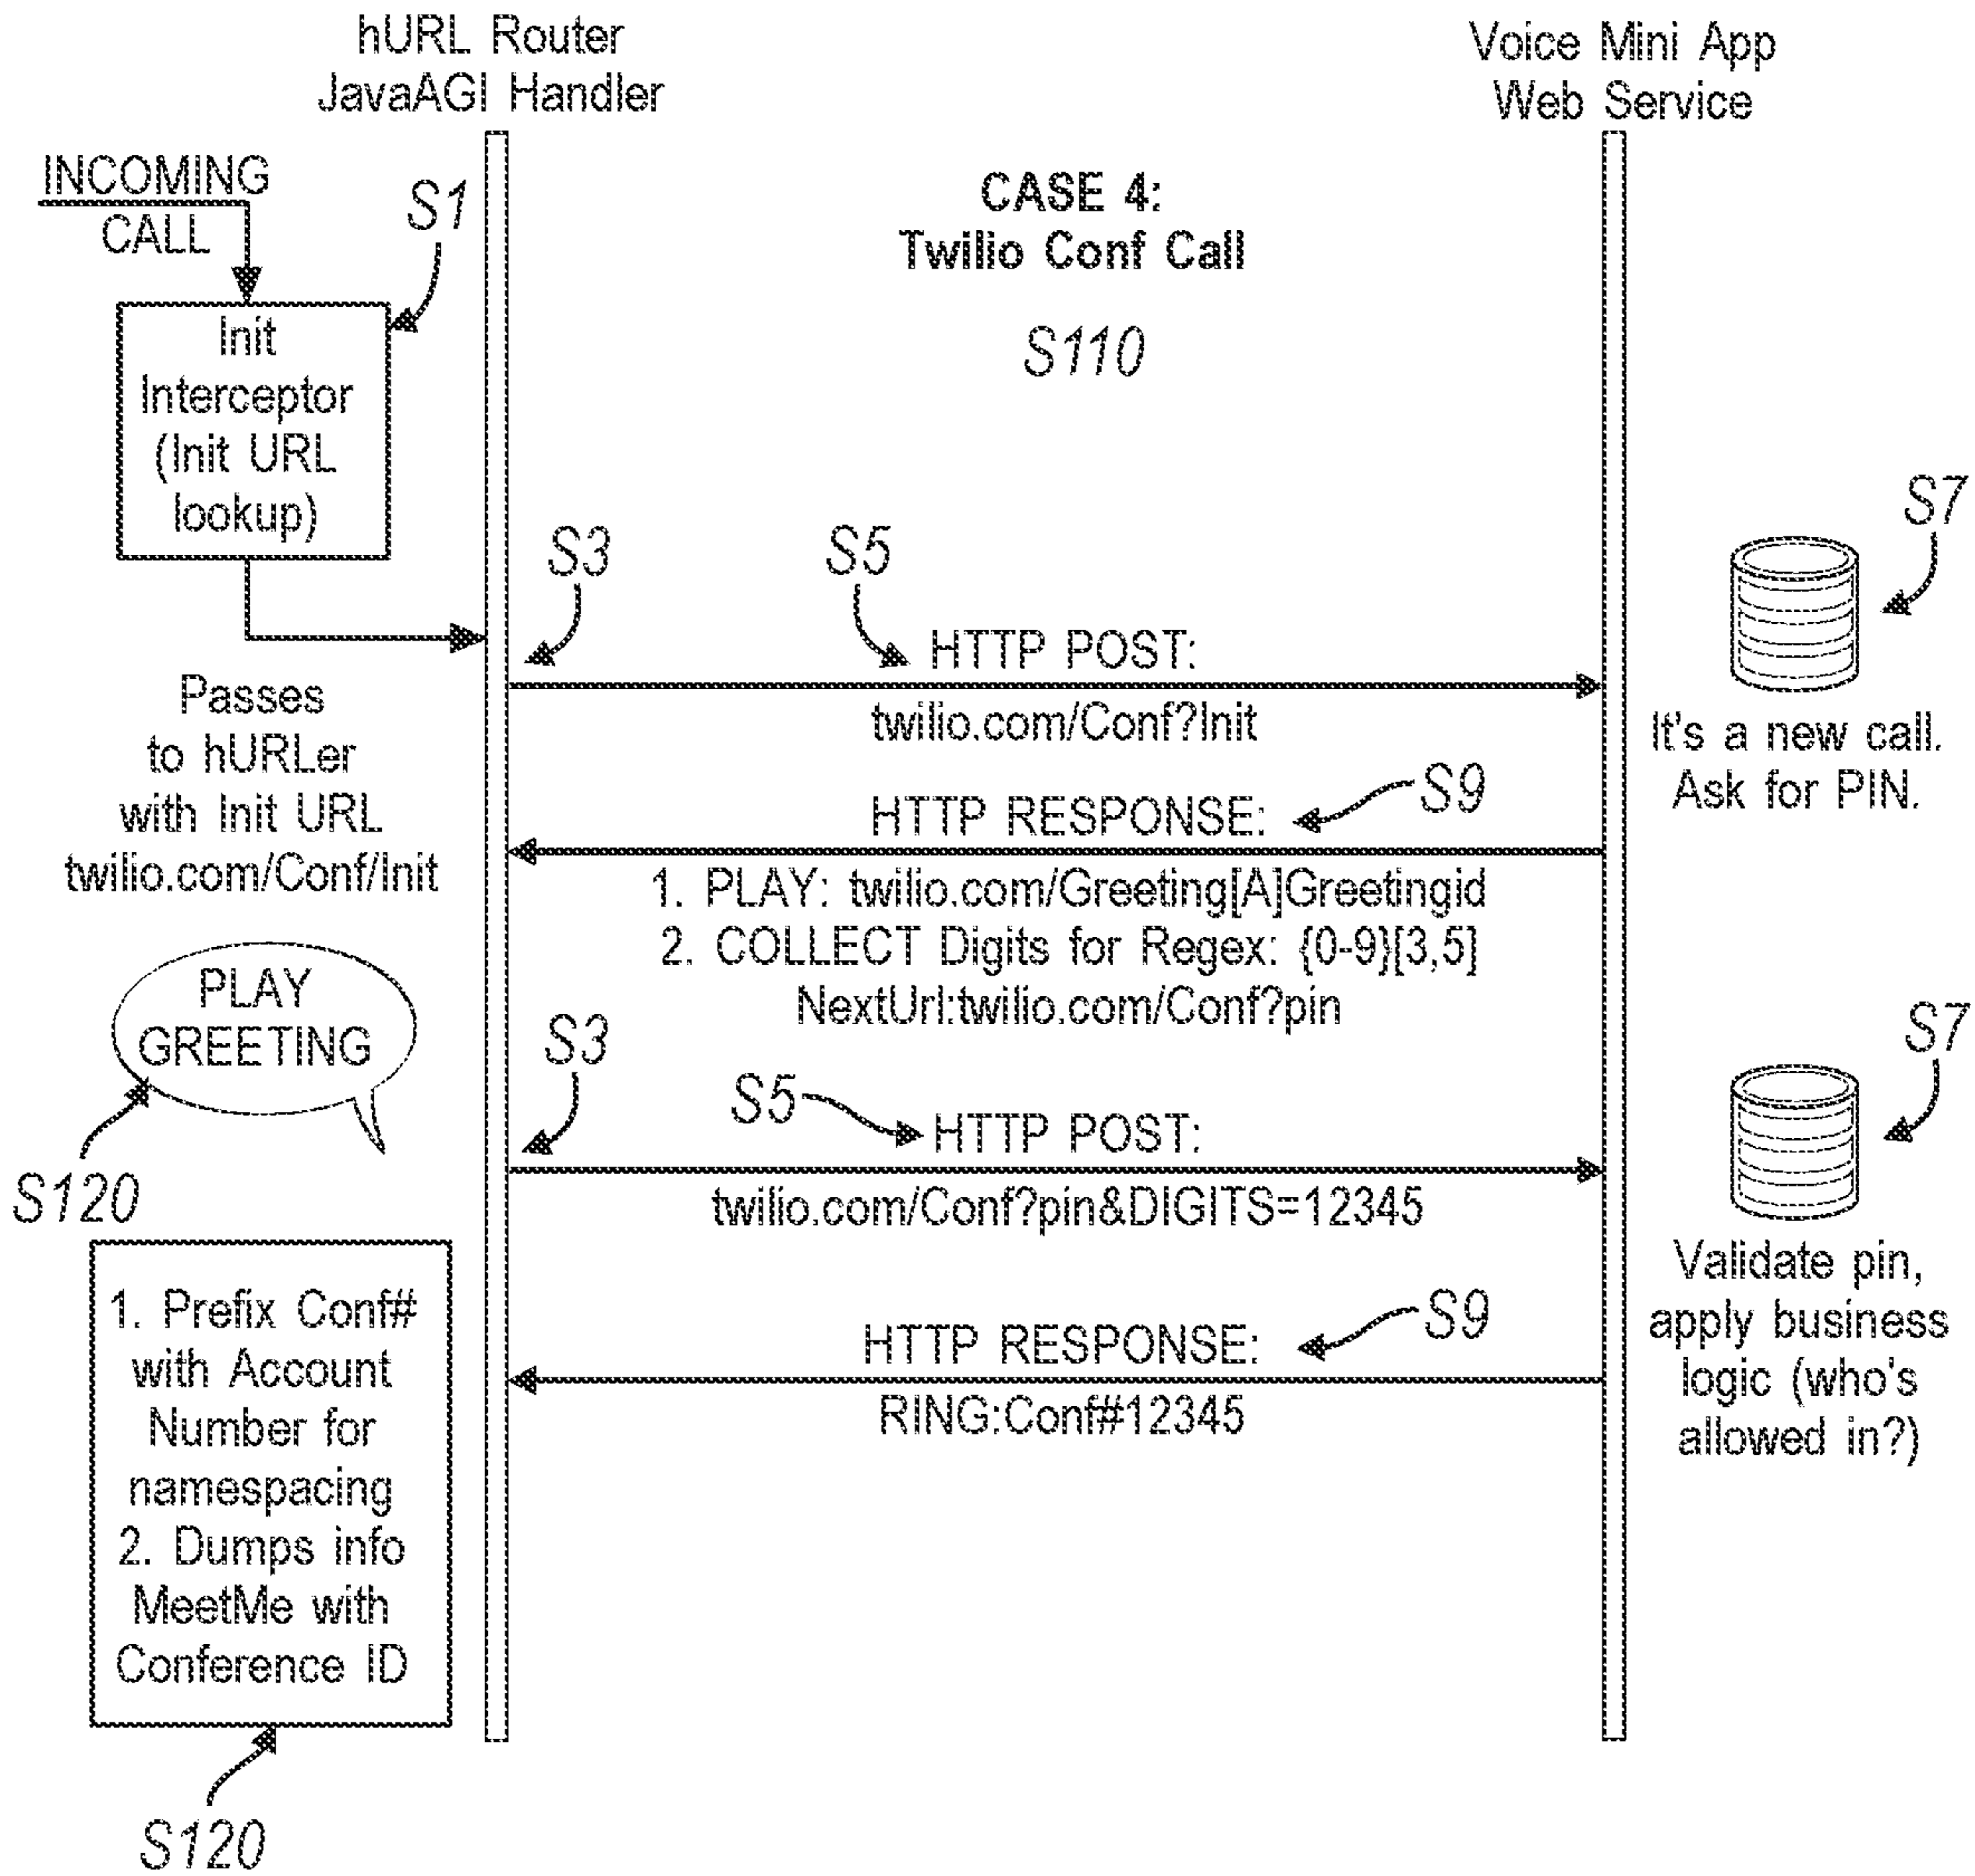 hURL Router
JavaAGI Handler
Voice Mini App
Web Service
INCOMING
CALL
S1
CASE 4:
Twilio Conf Call
S110
Init
Interceptor
(Init URL
lookup)
S3
S5
S7
HTTP POST:
twilio.com/Conf?Init
Passes
to hURLer
with Init URL
twilio.com/Conf/Init
It's a new call.
Ask for PIN.
S9
HTTP RESPONSE:
1. PLAY: twilio.com/Greeting[A]Greetingid
2. COLLECT Digits for Regex: {0-9}[3,5]
NextUrl:twilio.com/Conf?pin
PLAY
GREETING
S120
S3
S5
S7
HTTP POST:
twilio.com/Conf?pin&DIGITS=12345
Validate pin,
apply business
logic (who's
allowed in?)
S9
HTTP RESPONSE:
RING:Conf#12345
1. Prefix Conf#
with Account
Number for
namespacing
2. Dumps info
MeetMe with
Conference ID
S120